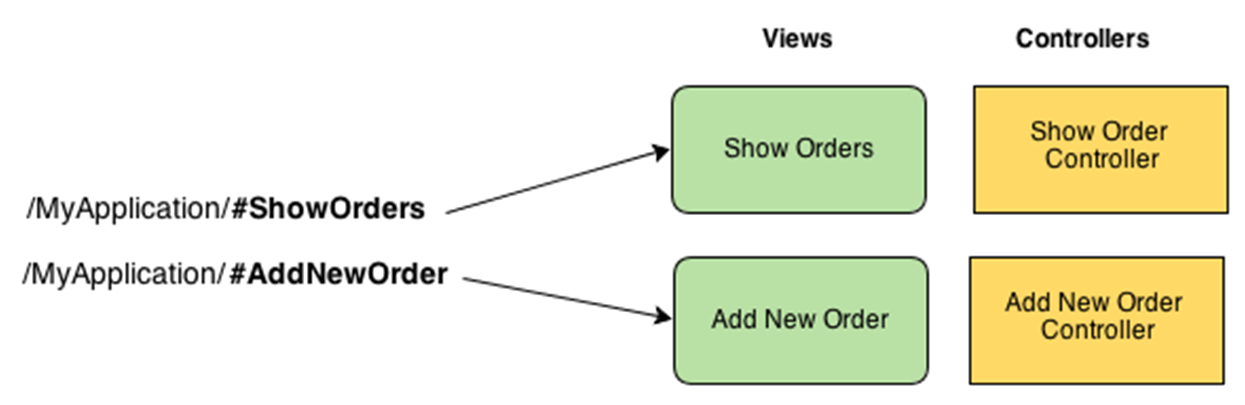 Views
Controllers
Show Orders
Show Order
Controller
/MyApplication/#ShowOrders
/MyApplication/#AddNewOrder
Add New Order
Add New Order
Controller